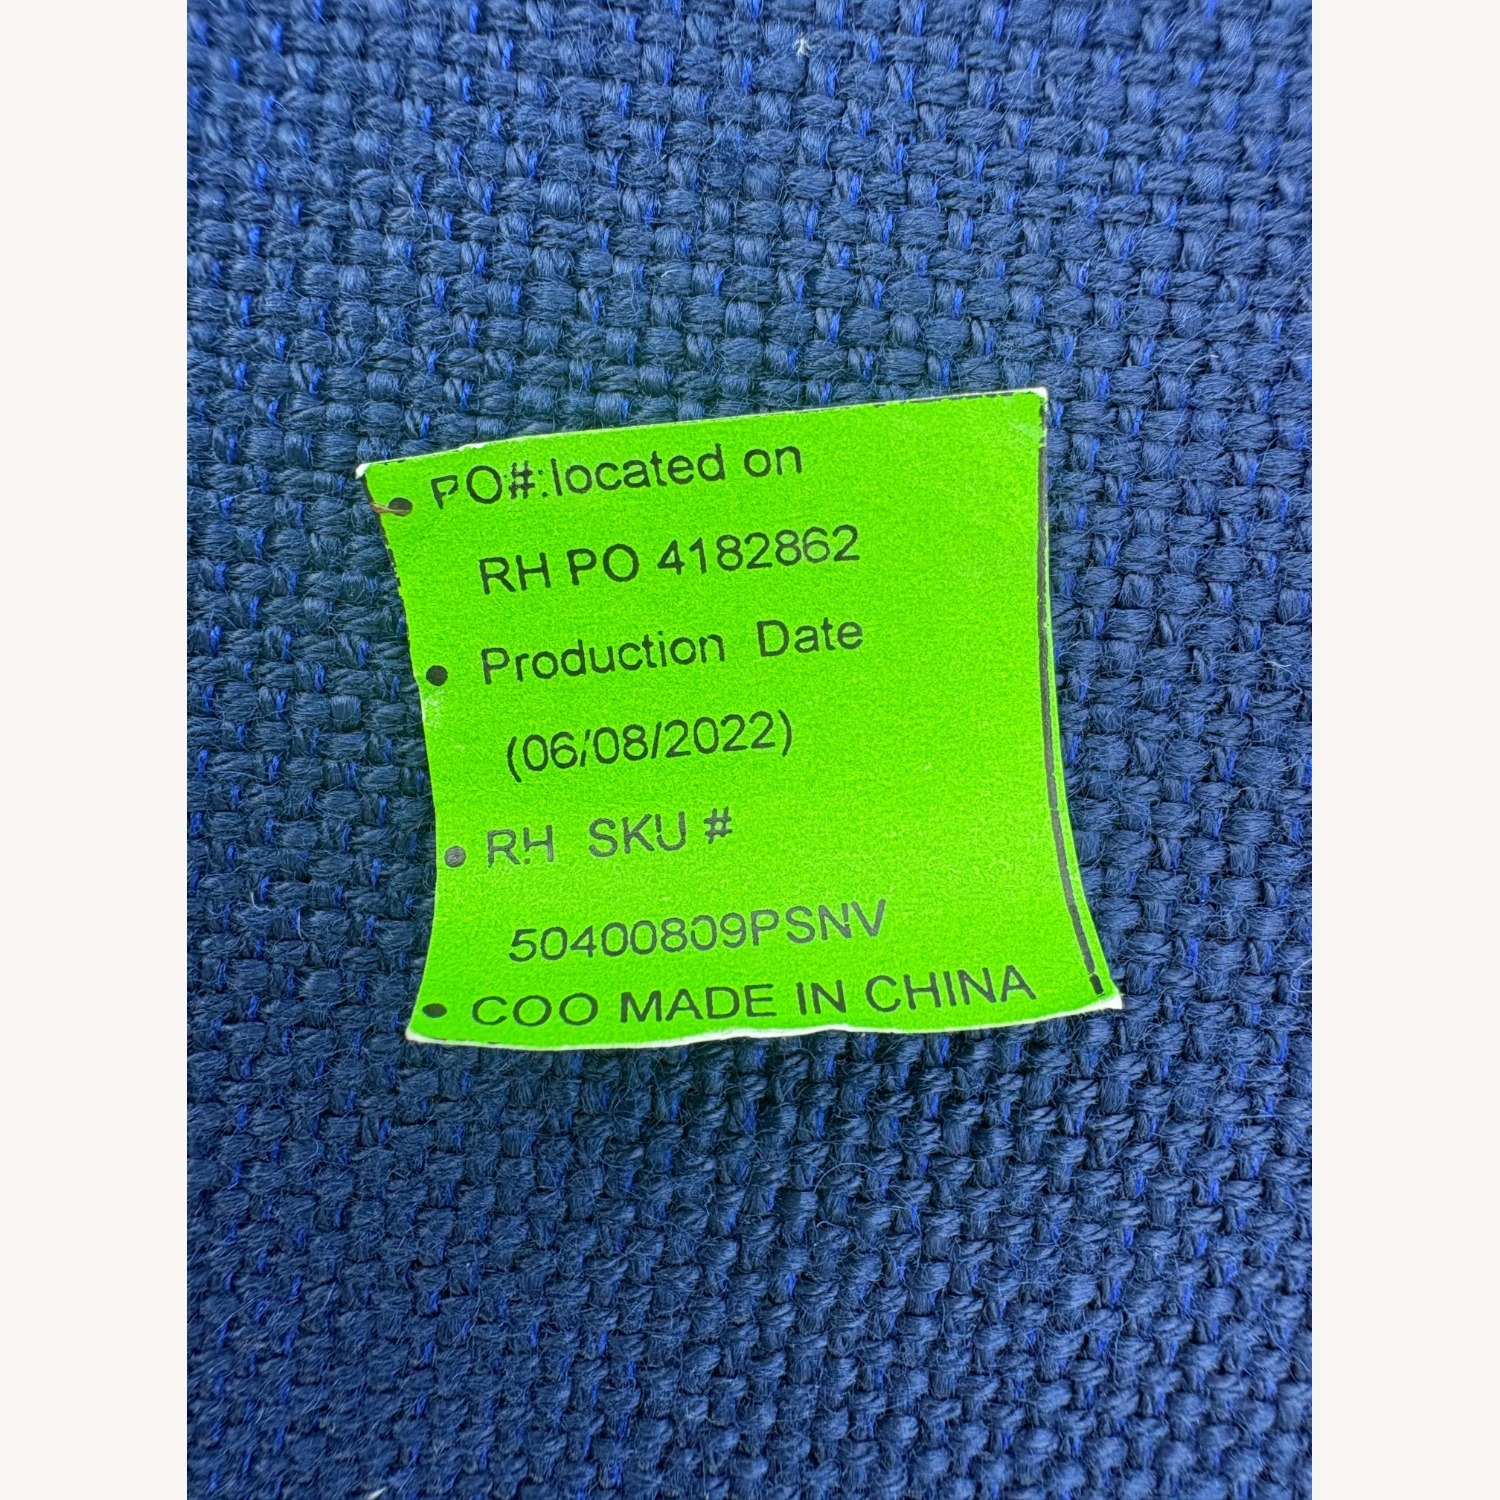 • PO#:located on
RH PO 4182862
• Production Date
(06/08/2022)
• RH SKU #
50400809PSNV
• COO MADE IN CHINA